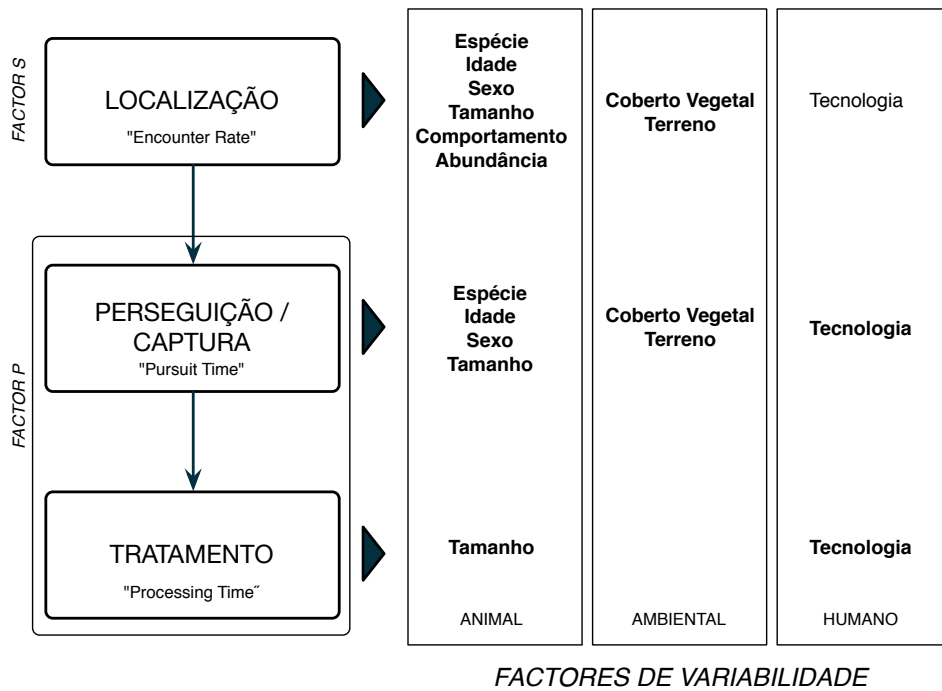 FACTOR S
LOCALIZAÇÃO
"Encounter Rate"
Espécie
Idade
Sexo
Tamanho
Comportamento
Abundância
Coberto Vegetal
Terreno
Tecnologia
FACTOR P
PERSEGUIÇÃO /
CAPTURA
"Pursuit Time"
Espécie
Idade
Sexo
Tamanho
Coberto Vegetal
Terreno
Tecnologia
TRATAMENTO
"Processing Time˝
Tamanho
Tecnologia
ANIMAL
AMBIENTAL
HUMANO
FACTORES DE VARIABILIDADE